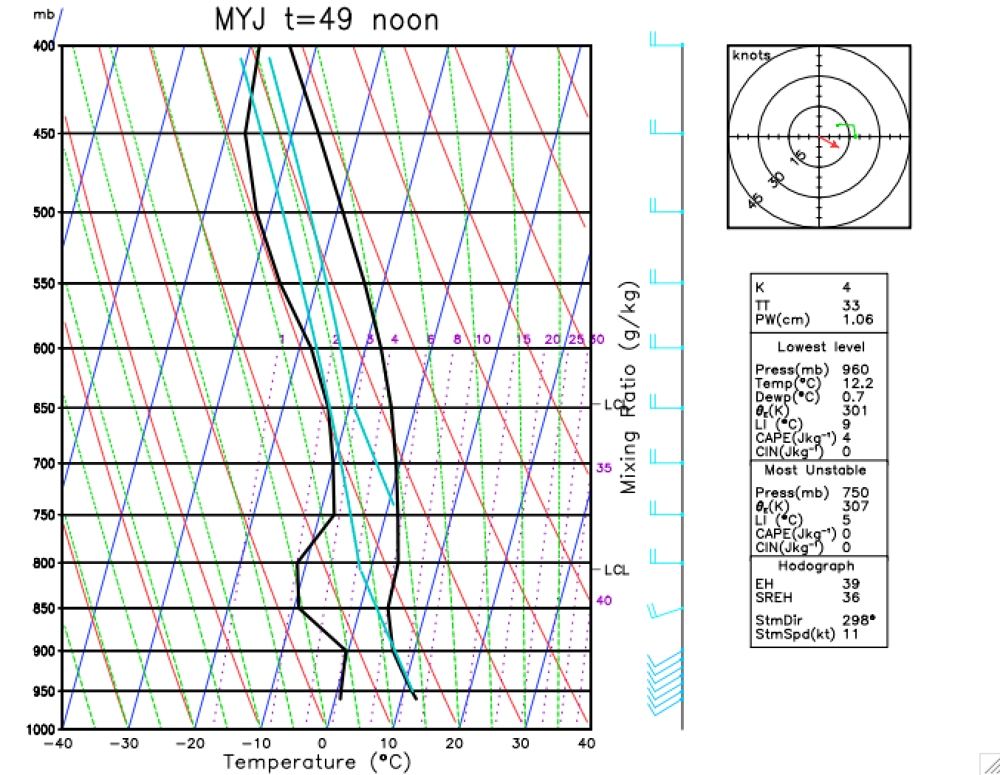 mb
MYJ t=49 noon
400
450
500
550
600
650
700
750
800
850
900
950
1000
1 2 3 4 6 8 10 15 20 25 30
35
40
LCL
LCL
Mixing Ratio (g/kg)
-40 -30 -20 -10 0 10 20 30 40
Temperature (°C)
knots
15
30
45
K 4
TT 33
PW(cm) 1.06
Lowest level
Press(mb) 960
Temp(°C) 12.2
Dewp(°C) 0.7
θE(K) 301
LI (°C) 9
CAPE(Jkg⁻¹) 4
CIN(Jkg⁻¹) 0
Most Unstable
Press(mb) 750
θE(K) 307
LI (°C) 5
CAPE(Jkg⁻¹) 0
CIN(Jkg⁻¹) 0
Hodograph
EH 39
SREH 36
StmDir 298°
StmSpd(kt) 11